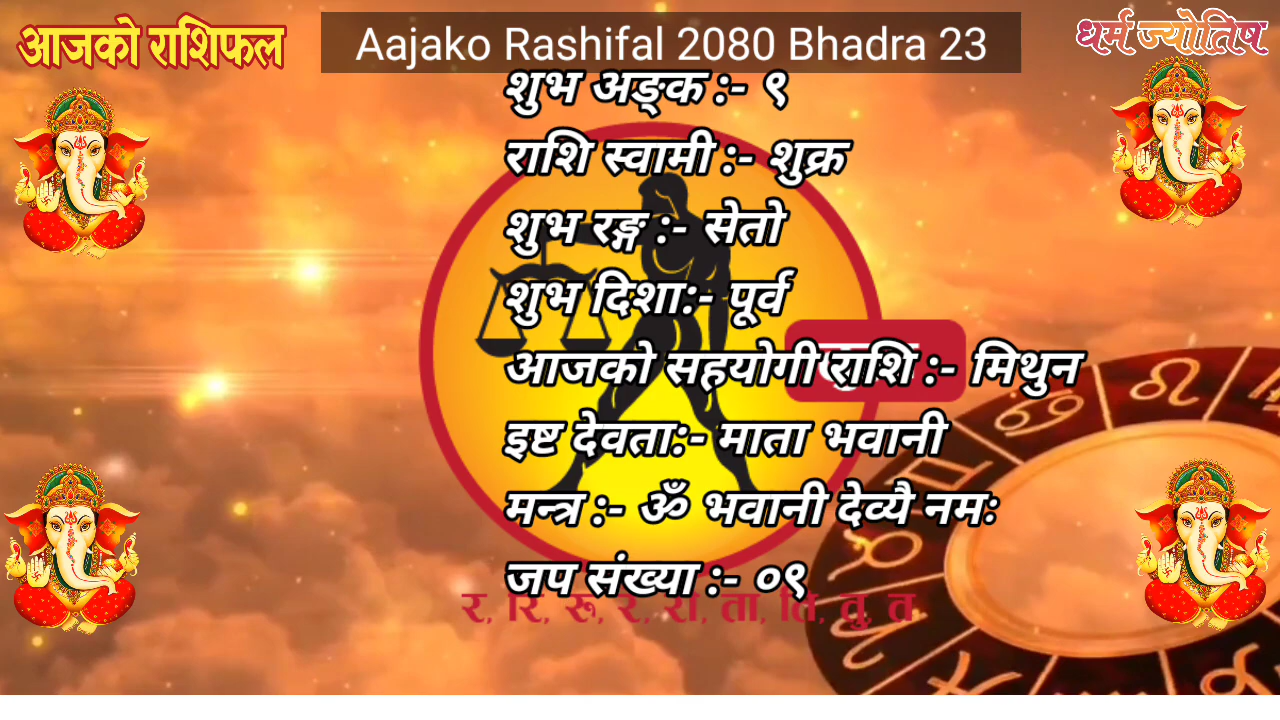 आजको राशिफल
Aajako Rashifal 2080 Bhadra 23
धर्म ज्योतिष
शुभ अङ्क :- ९
राशि स्वामी :- शुक्र
शुभ रङ्ग :- सेतो
शुभ दिशा:- पूर्व
आजको सहयोगी राशि :- मिथुन
इष्ट देवता:- माता भवानी
मन्त्र :- ॐ भवानी देव्यै नमः
जप संख्या :- ०९
र, रि, रू, रे, रो, ता, ति, तु, त